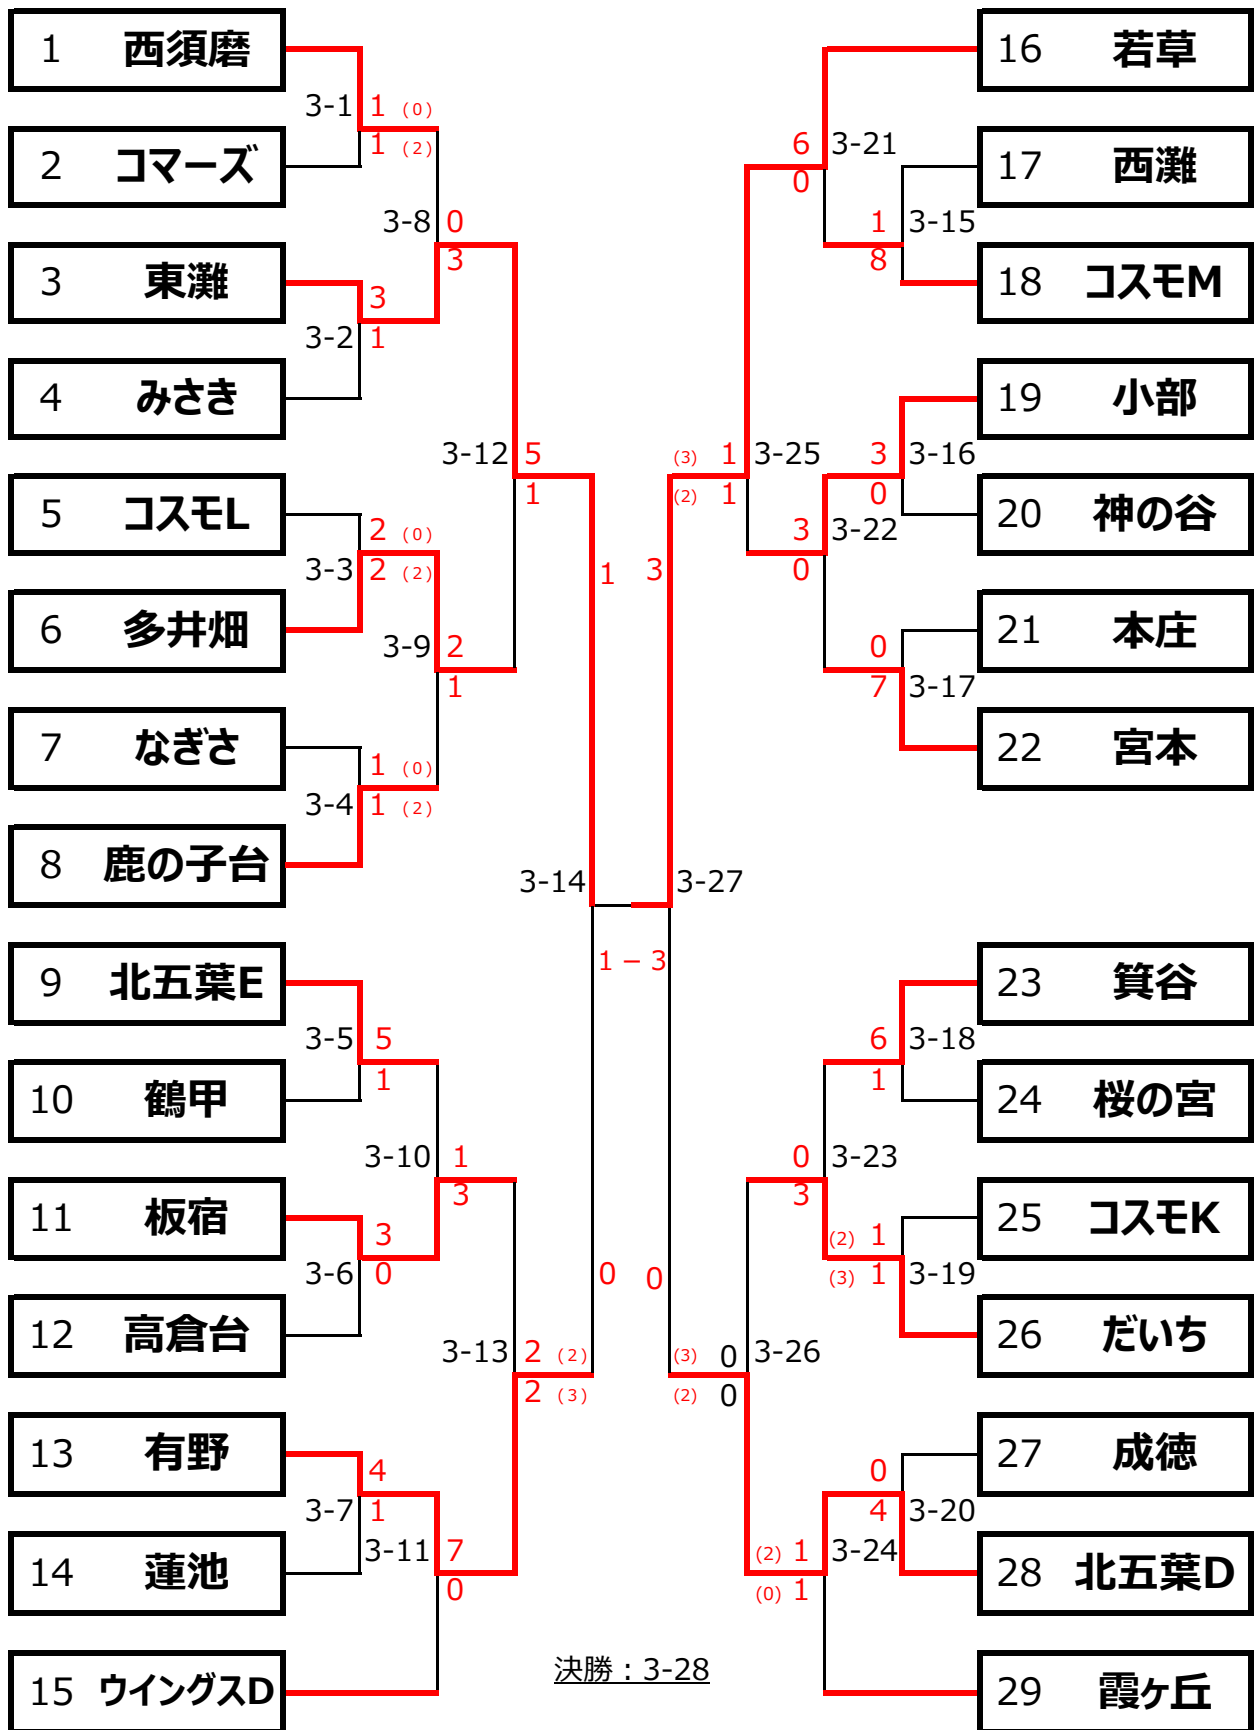 1 西須磨
3-1 1 (0)
1 (2)
2 コマーズ
3-8 0
3
3 東灘
3
3-2 1
4 みさき
3-12 5
1
5 コスモL
2 (0)
3-3 2 (2)
6 多井畑
3-9 2
1
7 なぎさ
1 (0)
3-4 1 (2)
8 鹿の子台
3-14
1
9 北五葉E
3-5 5
1
10 鶴甲
3-10 1
3
11 板宿
3
3-6 0
12 高倉台
3-13 2 (2)
2 (3)
0
13 有野
4
3-7 1
14 蓮池
3-11 7
0
15 ウイングスD
16 若草
6 3-21
0
17 西灘
1 3-15
8
18 コスモM
19 小部
(3) 1 3-25
(2) 1
3 3-16
0
20 神の谷
3 3-22
0
3
21 本庄
0
7 3-17
22 宮本
3-27
1 – 3
23 箕谷
6 3-18
1
24 桜の宮
0 3-23
3
25 コスモK
(2) 1
(3) 1 3-19
0
26 だいち
(3) 0 3-26
(2) 0
27 成徳
0
4 3-20
28 北五葉D
(2) 1 3-24
(0) 1
29 霞ヶ丘
決勝：3-28